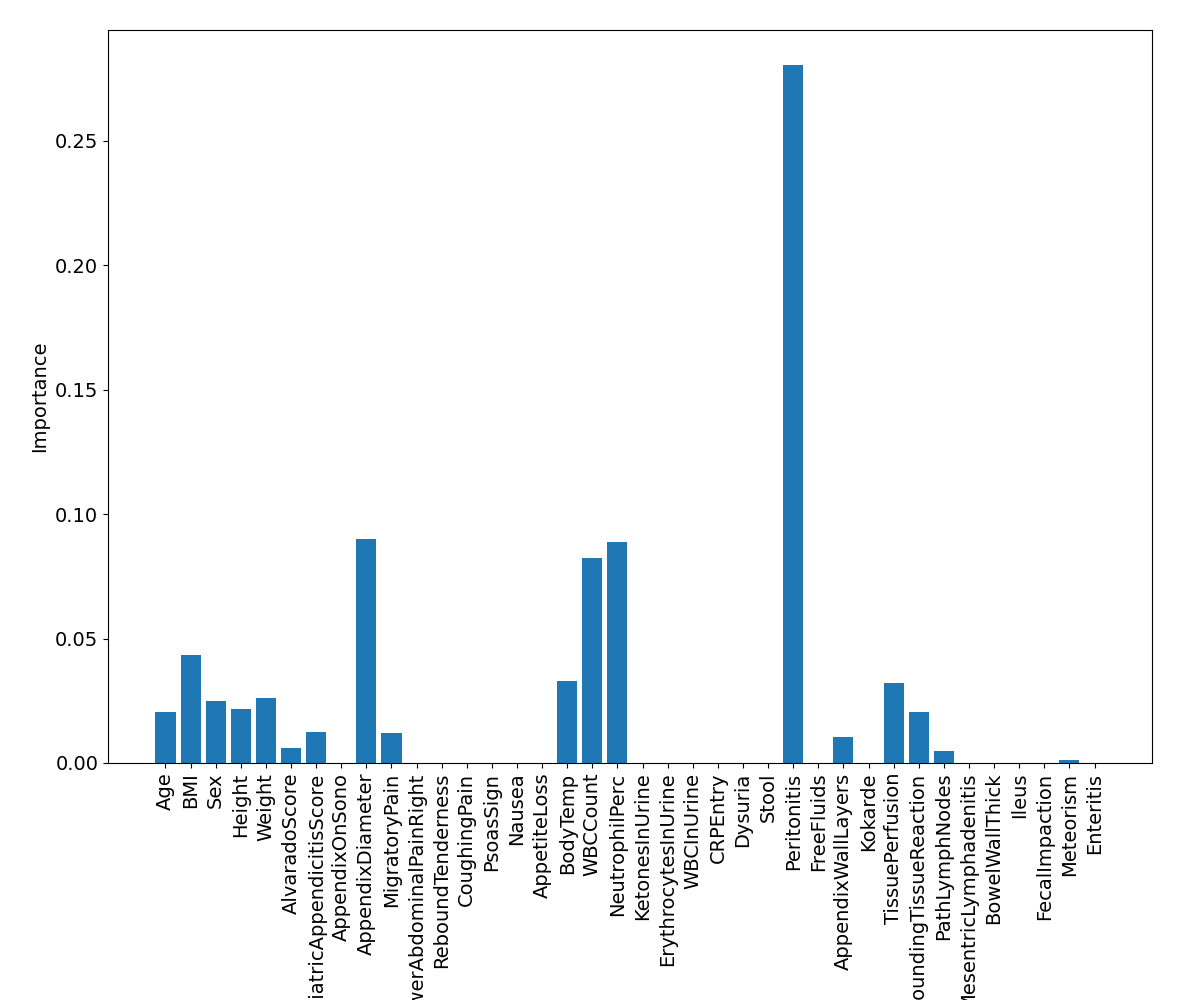 Importance
0.25
0.20
0.15
0.10
0.05
0.00
Age
BMI
Sex
Height
Weight
AlvaradoScore
iatricAppendicitisScore
AppendixOnSono
AppendixDiameter
MigratoryPain
werAbdominalPainRight
ReboundTenderness
CoughingPain
PsoasSign
Nausea
AppetiteLoss
BodyTemp
WBCCount
NeutrophilPerc
KetonesInUrine
ErythrocytesInUrine
WBCInUrine
CRPEntry
Dysuria
Stool
Peritonitis
FreeFluids
AppendixWallLayers
Kokarde
TissuePerfusion
oundingTissueReaction
PathLymphNodes
MesentricLymphadenitis
BowelWallThick
Ileus
FecalImpaction
Meteorism
Enteritis